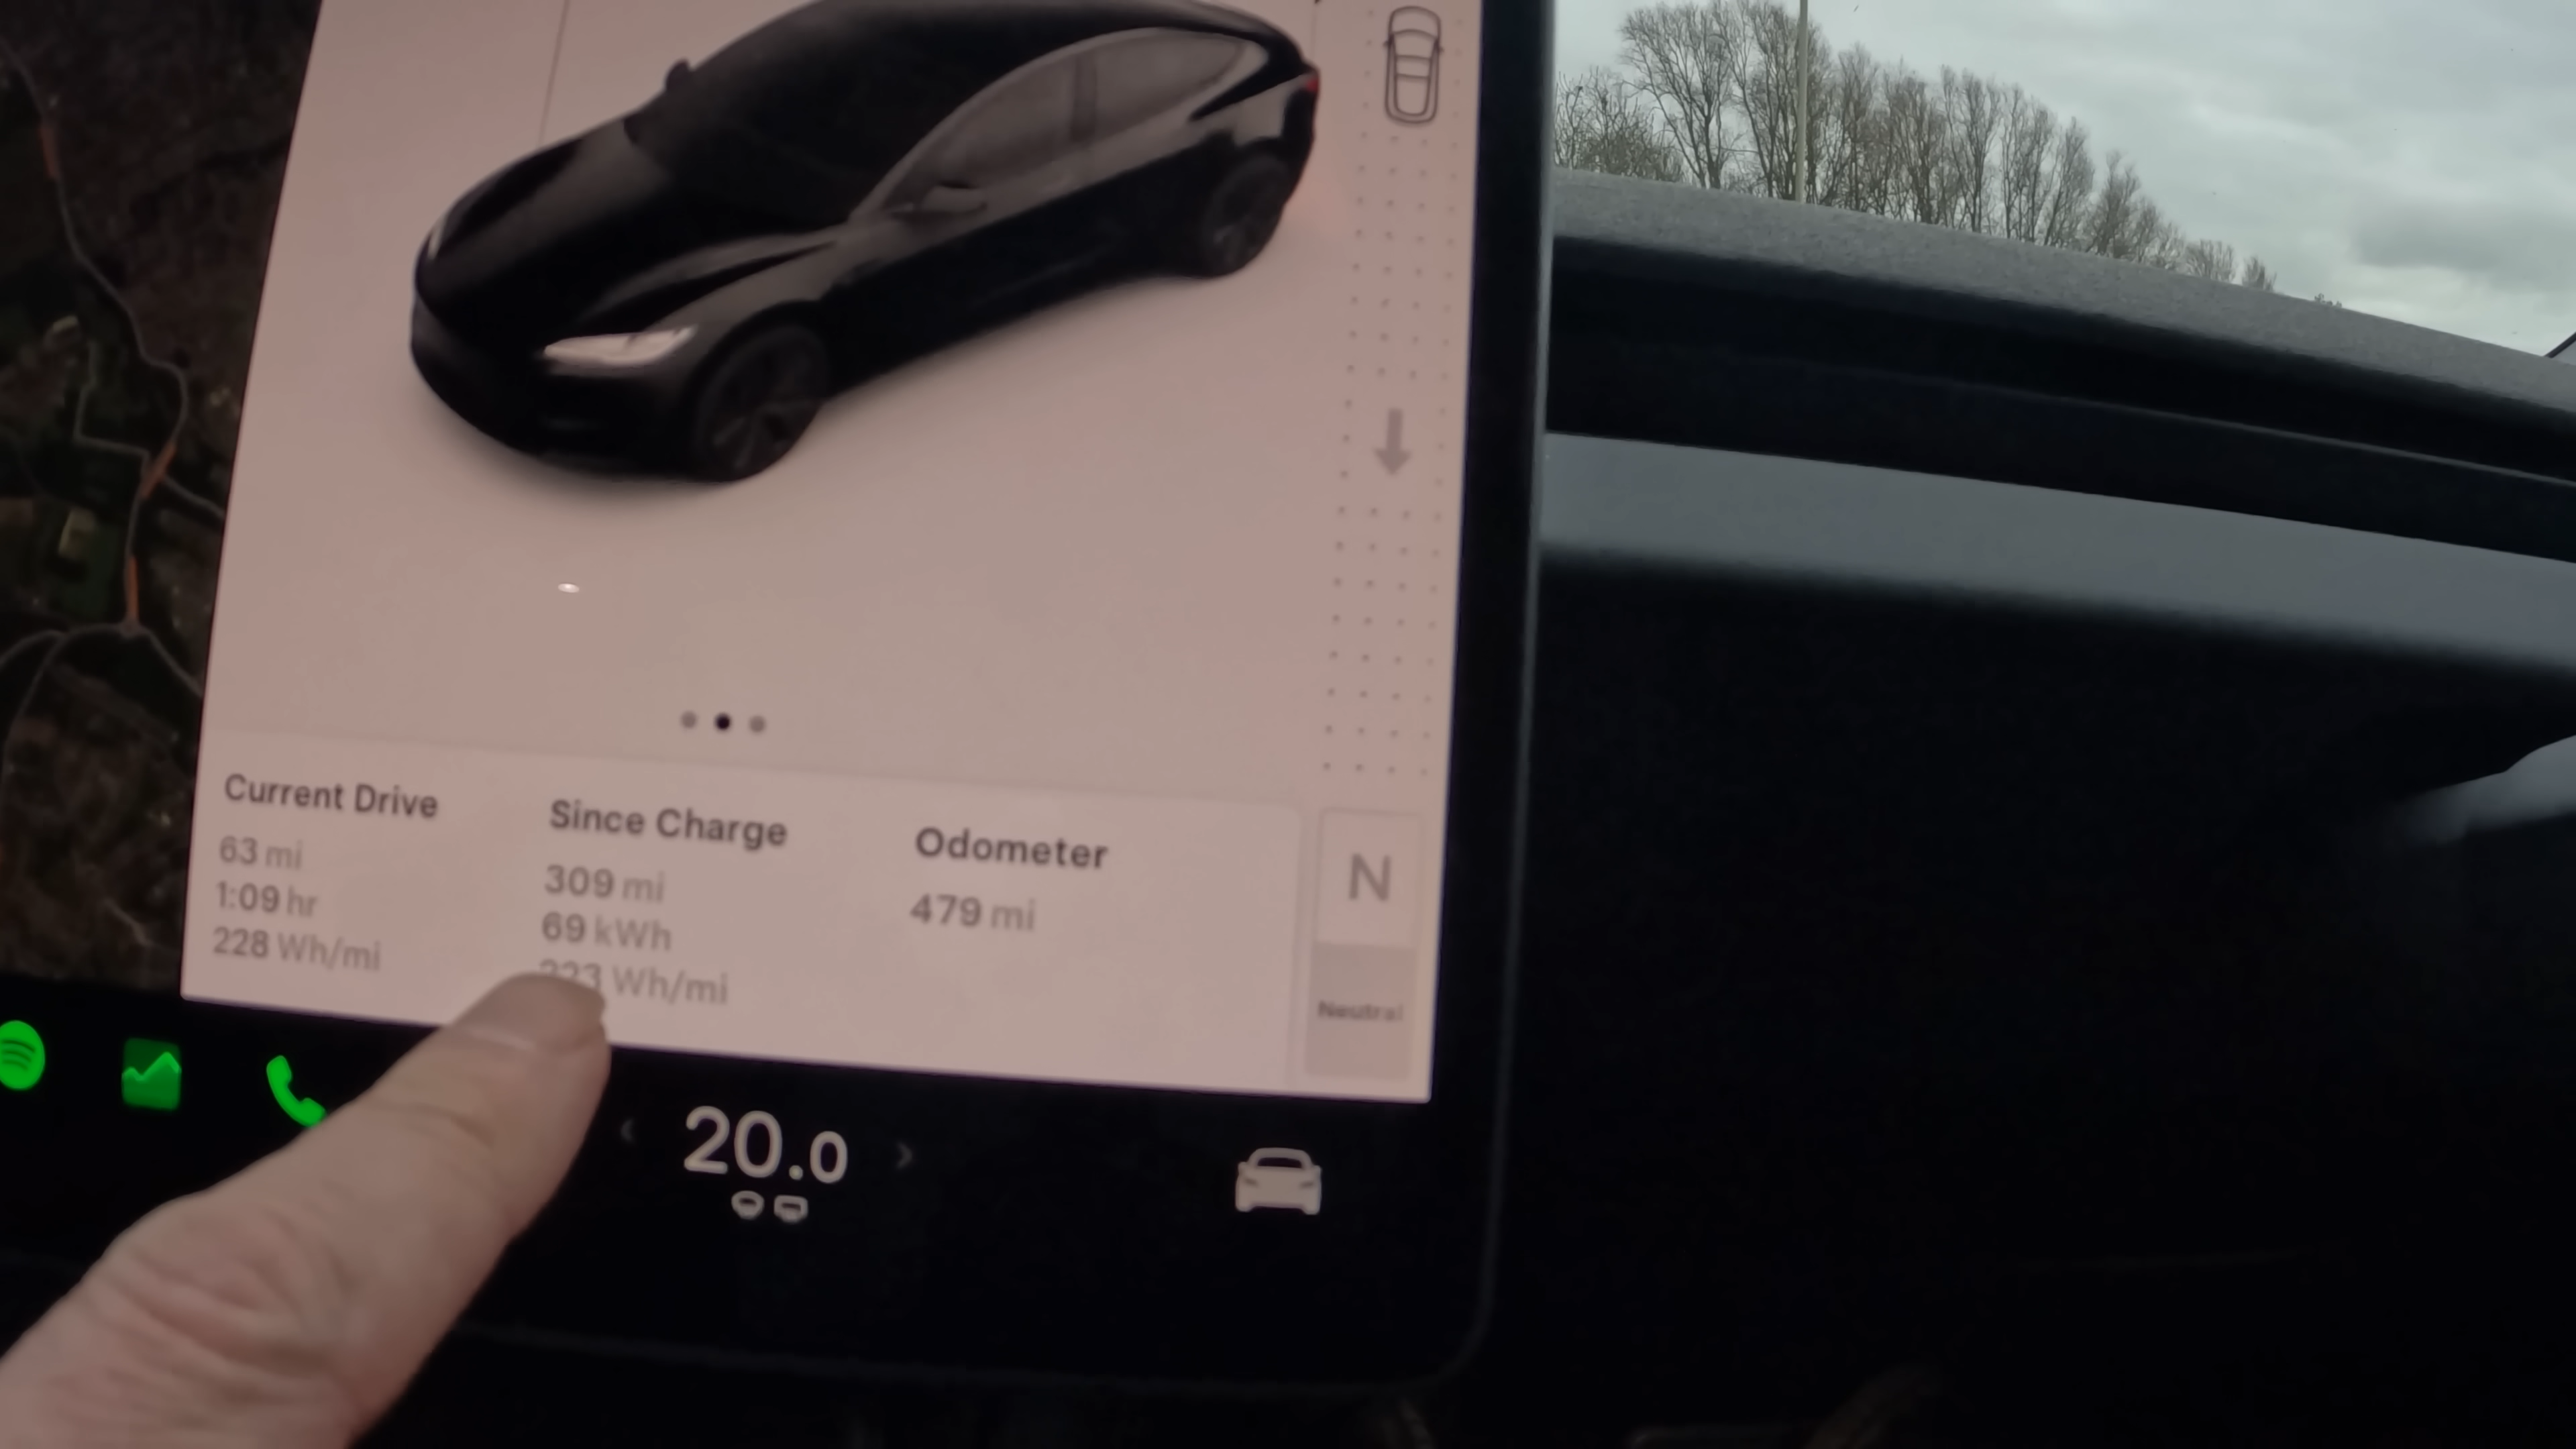 Current Drive
63 mi
1:09 hr
228 Wh/mi
Since Charge
309 mi
69 kWh
223 Wh/mi
Odometer
479 mi
N
Neutral
20.0